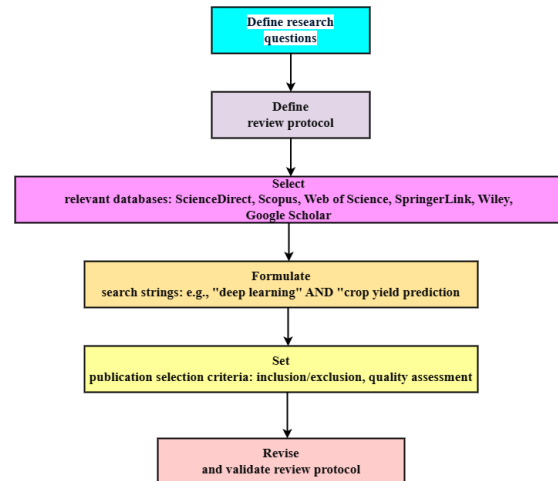 Define research
questions
Define
review protocol
Select
relevant databases: ScienceDirect, Scopus, Web of Science, SpringerLink, Wiley,
Google Scholar
Formulate
search strings: e.g., "deep learning" AND "crop yield prediction
Set
publication selection criteria: inclusion/exclusion, quality assessment
Revise
and validate review protocol